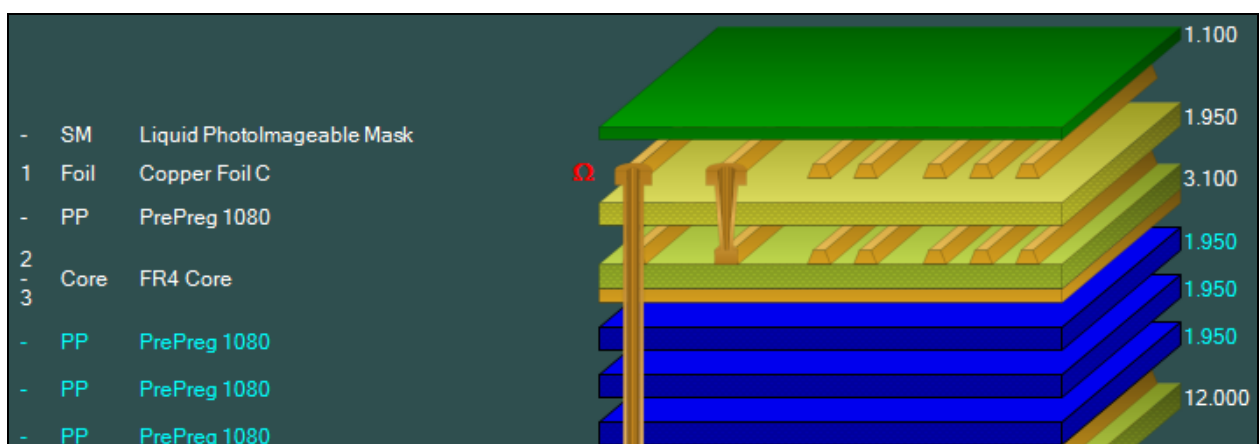 1.100
- SM Liquid PhotoImageable Mask
1.950
1 Foil Copper Foil C Ω
3.100
- PP PrePreg 1080
1.950
2
-
3 Core FR4 Core
1.950
- PP PrePreg 1080
1.950
- PP PrePreg 1080
12.000
- PP PrePreg 1080